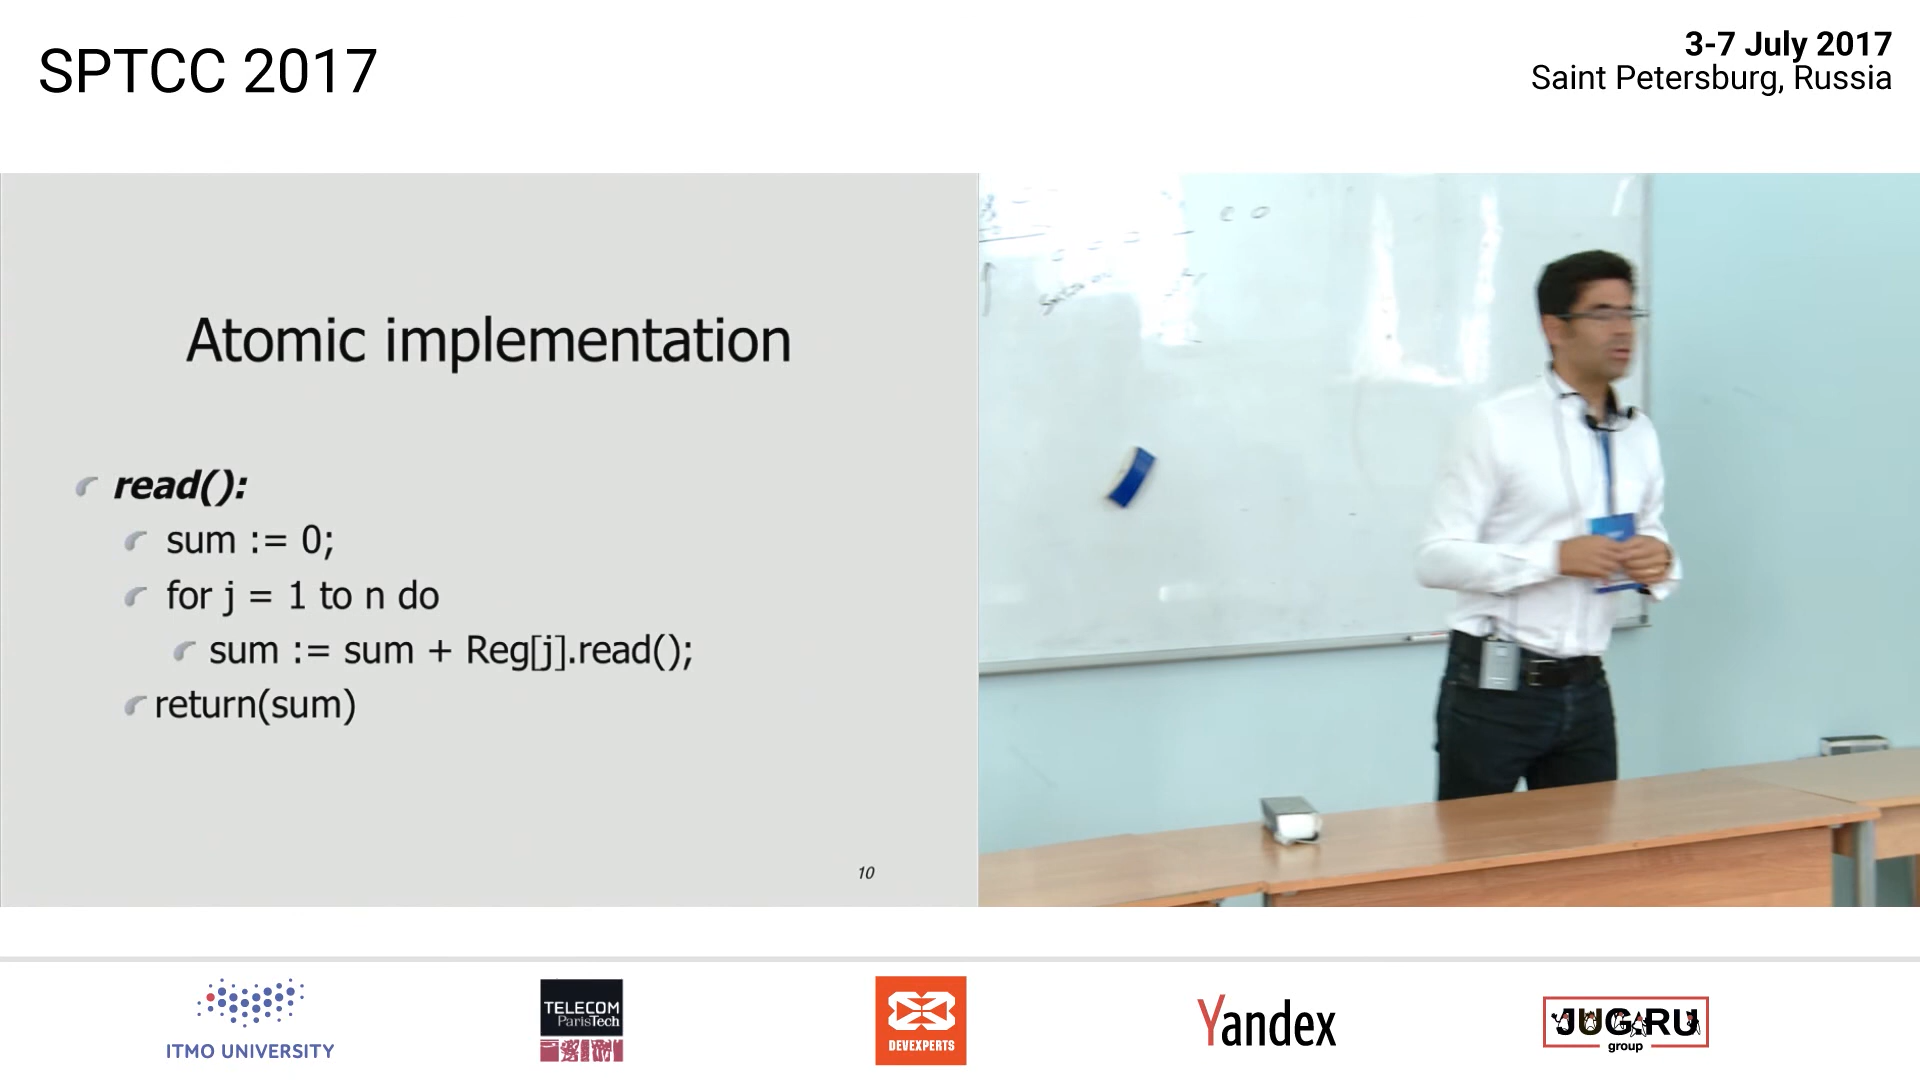 SPTCC 2017
3-7 July 2017
Saint Petersburg, Russia
Atomic implementation
read():
sum := 0;
for j = 1 to n do
sum := sum + Reg[j].read();
return(sum)
10
ITMO UNIVERSITY
TELECOM
ParisTech
DEVEXPERTS
Yandex
JUG.RU
group